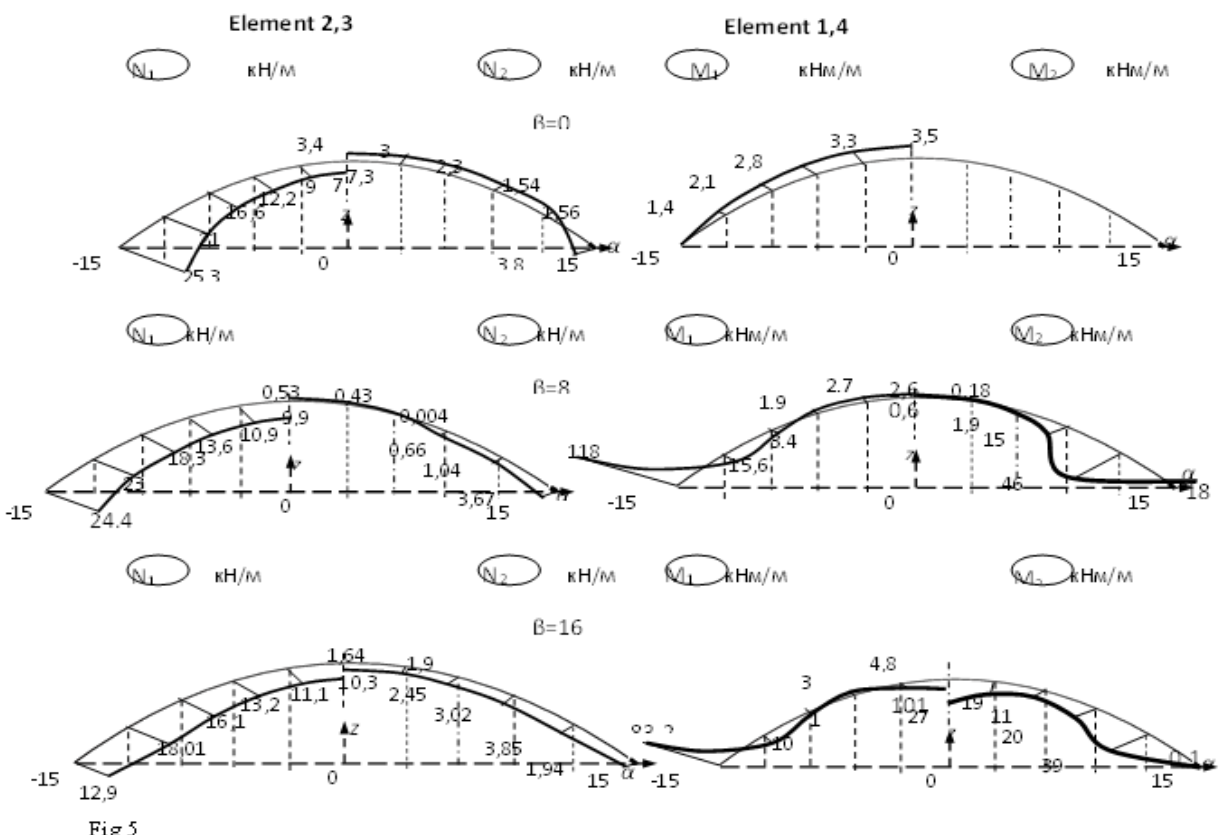 Element 2,3 Element 1,4
N₁ кН/м N₂ кН/м M₁ кНм/м M₂ кНм/м
β=0
3,4 3 2,3 1,54 1,56
7 7,3 9 12,2 16,6
25,3 3,8
-15 0 15 α
z
3,5 3,3 2,8 2,1 1,4
z
-15 0 15
N₁ кН/м N₂ кН/м M₁ кНм/м M₂ кНм/м
β=8
0,53 0,43 0,004
9,9 10,9 13,6 18,3 23 24.4
0,66 1,04 3,67
-15 0 15
118 15,6 8.4 1.9 2.7 2,6 0,18
0,6 1,9 15 46 18
-15 0 15 α
N₁ кН/м N₂ кН/м M₁ кНм/м M₂ кНм/м
β=16
1,64 1,9
10,3 11,1 13,2 16,1 18,01 12,9
2,45 3,02 3,85 1,94
z
-15 0 15 α
3 4,8
10 1 101 27 19 11 20 39
-15 0 15 α
Fig 5